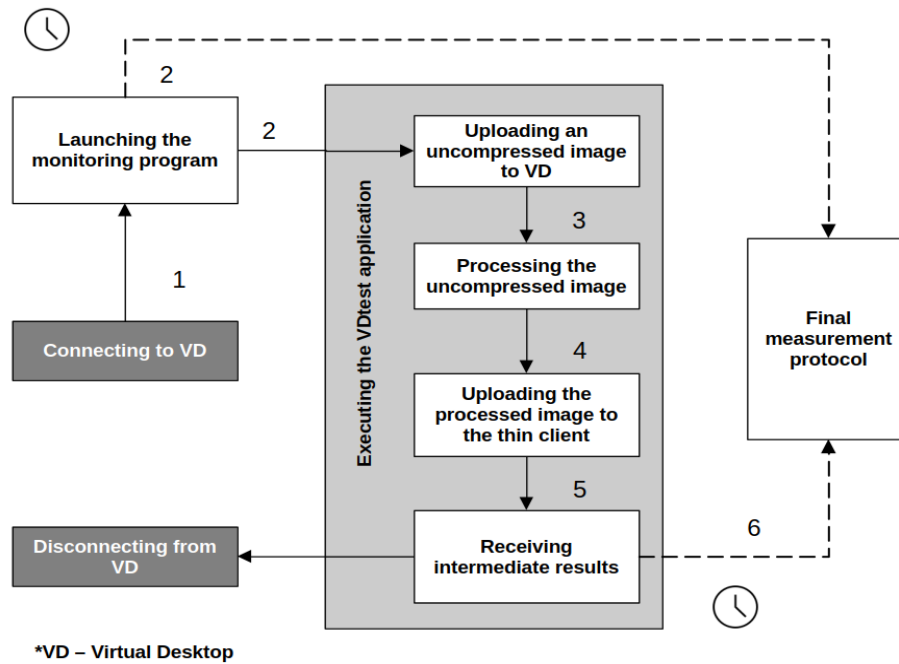 2
Launching the
monitoring program
2
1
Connecting to VD
Executing the VDtest application
Uploading an
uncompressed image
to VD
3
Processing the
uncompressed image
4
Uploading the
processed image to
the thin client
5
Receiving
intermediate results
Final
measurement
protocol
6
Disconnecting from
VD
*VD – Virtual Desktop